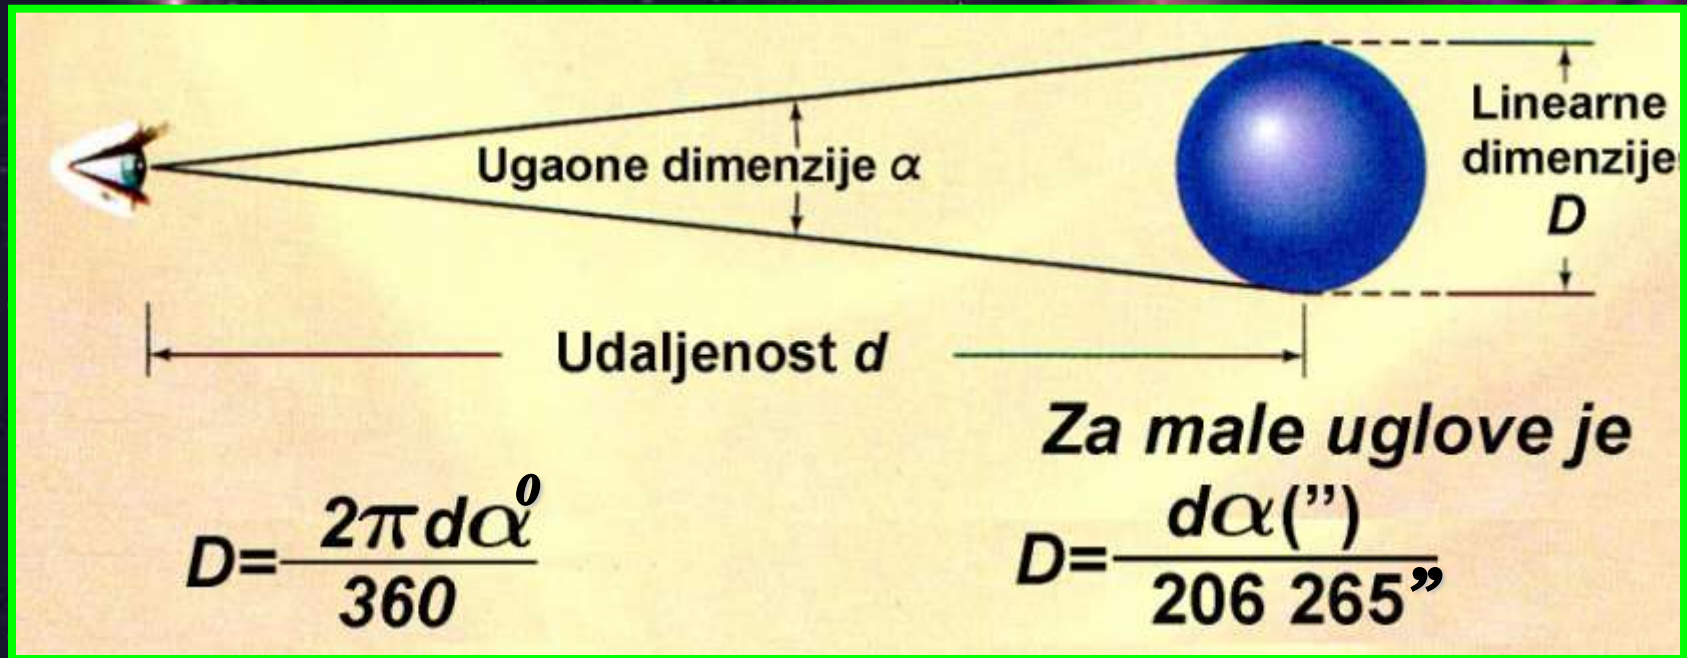 Linearne
dimenzije
D
Ugaone dimenzije α
Udaljenost d
Za male uglove je
D= 2πdα⁰ / 360
D= dα(”) / 206 265”